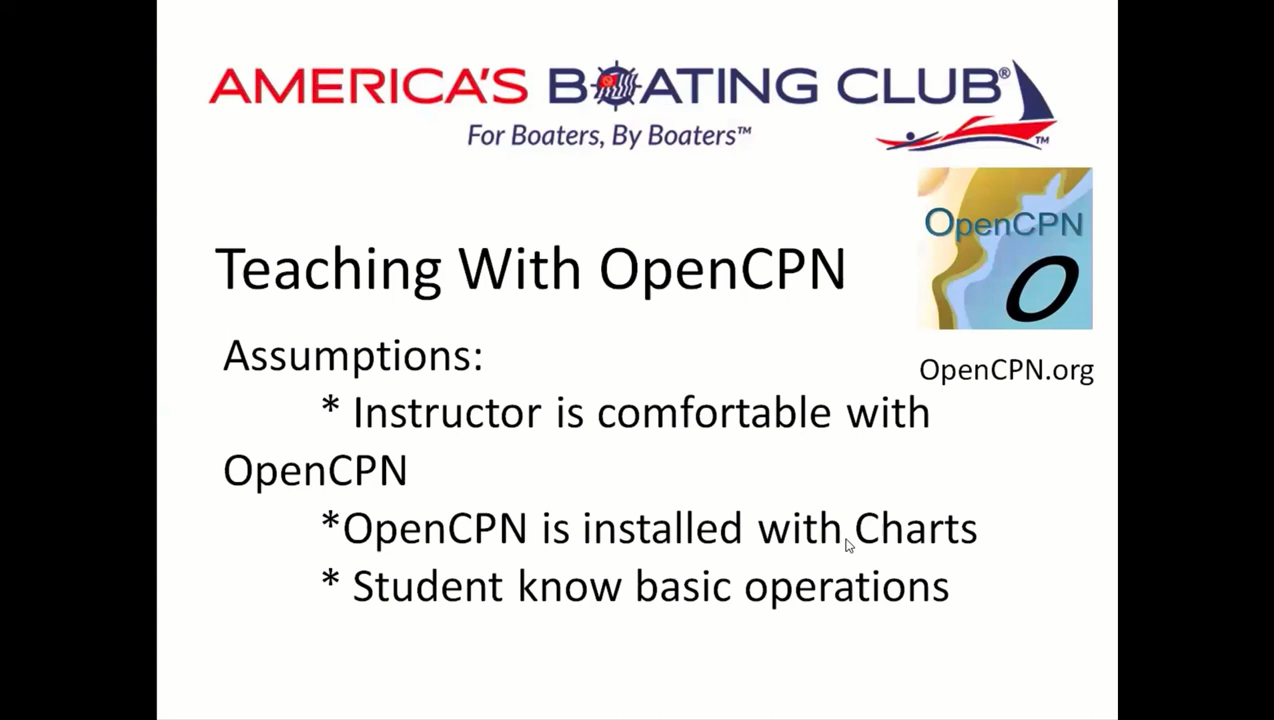 AMERICA'S BOATING CLUB®
For Boaters, By Boaters™
TM
OpenCPN
O
Teaching With OpenCPN
OpenCPN.org
Assumptions:
* Instructor is comfortable with
OpenCPN
*OpenCPN is installed with Charts
* Student know basic operations